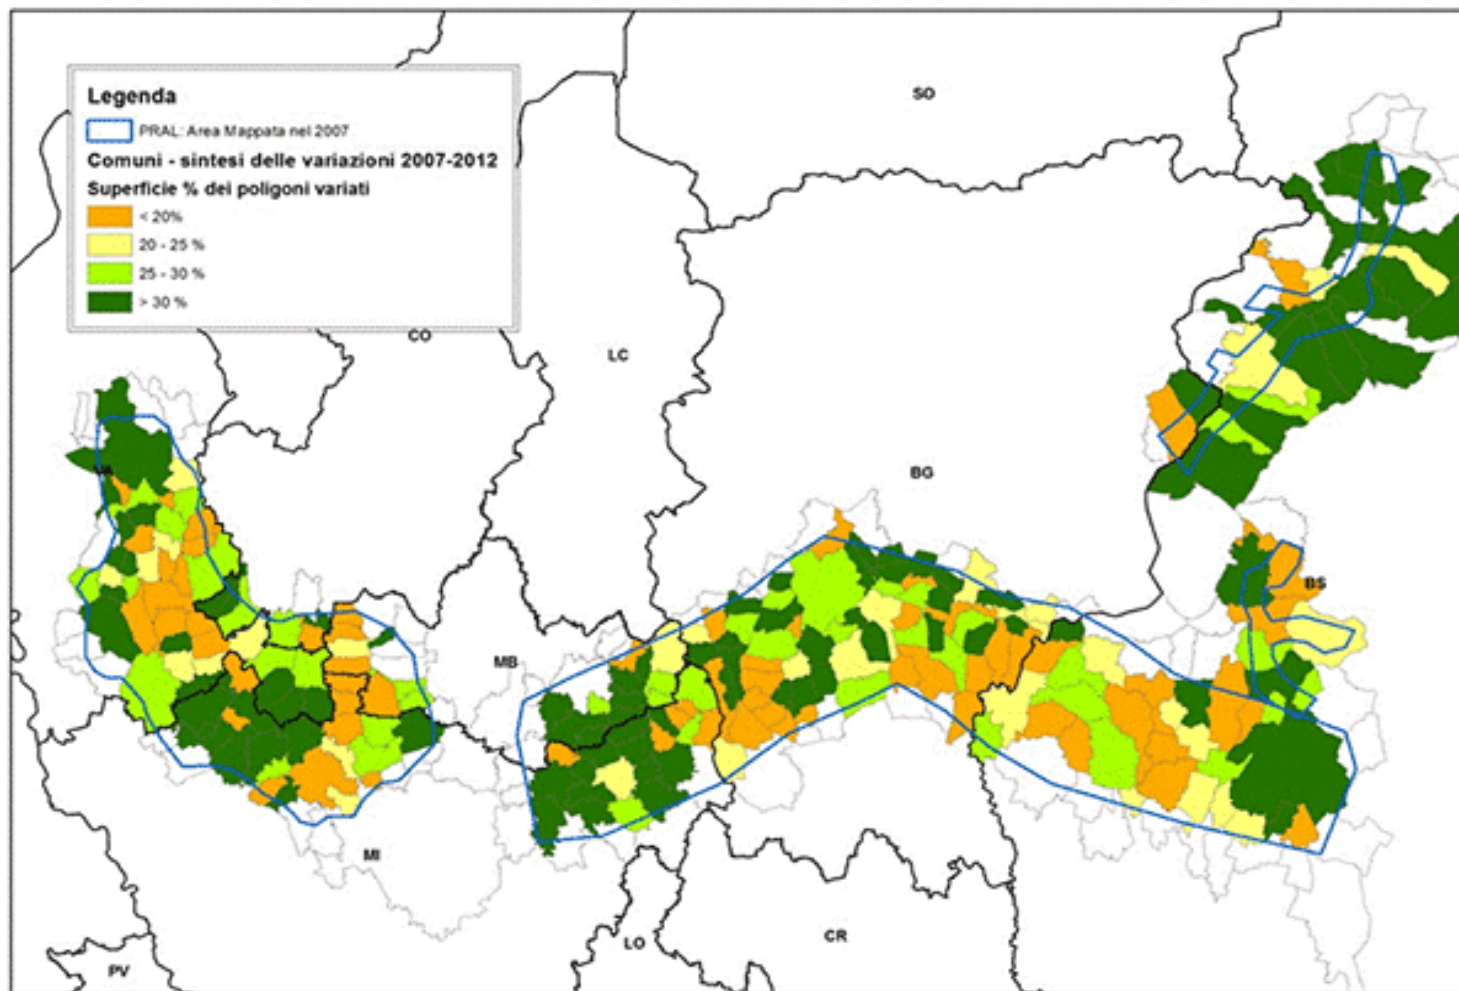 Legenda
PRAL: Area Mappata nel 2007
Comuni - sintesi delle variazioni 2007-2012
Superficie % dei poligoni variati
< 20%
20 - 25 %
25 - 30 %
> 30 %
SO
CO
LC
VA
BG
BS
MB
MI
LO
CR
PV